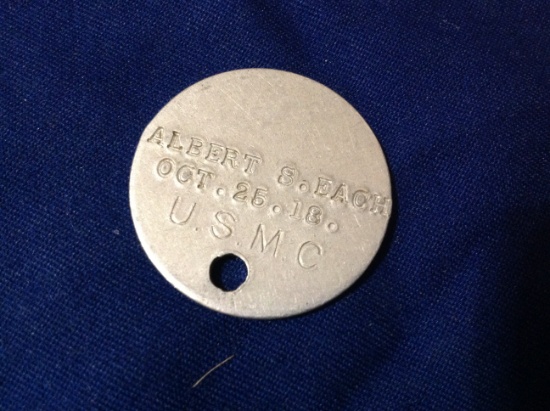 ALBERT S. EACH
OCT. 25. 18.
U.S.M.C